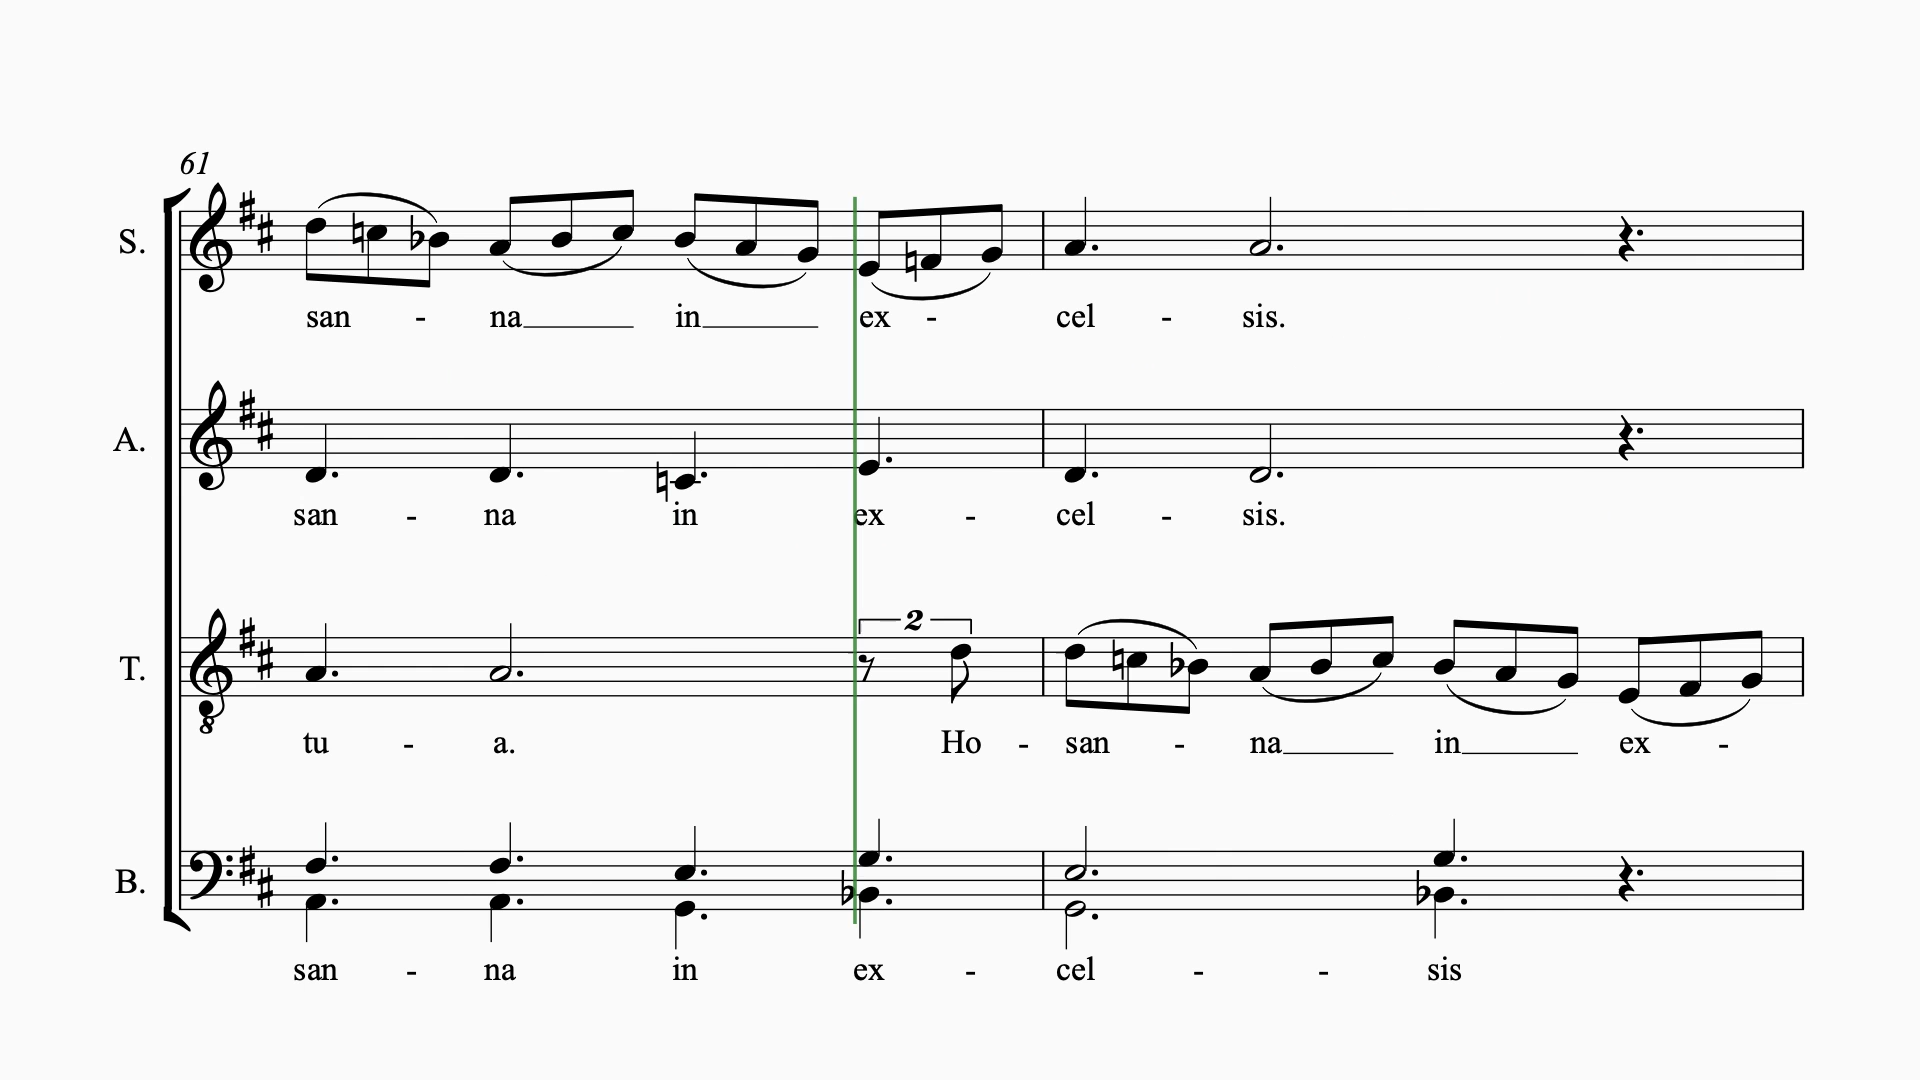 61
S.
san - na in ex - cel - sis.
A.
san - na in ex - cel - sis.
2
T.
8
tu - a. Ho - san - na in ex -
B.
san - na in ex - cel - - sis